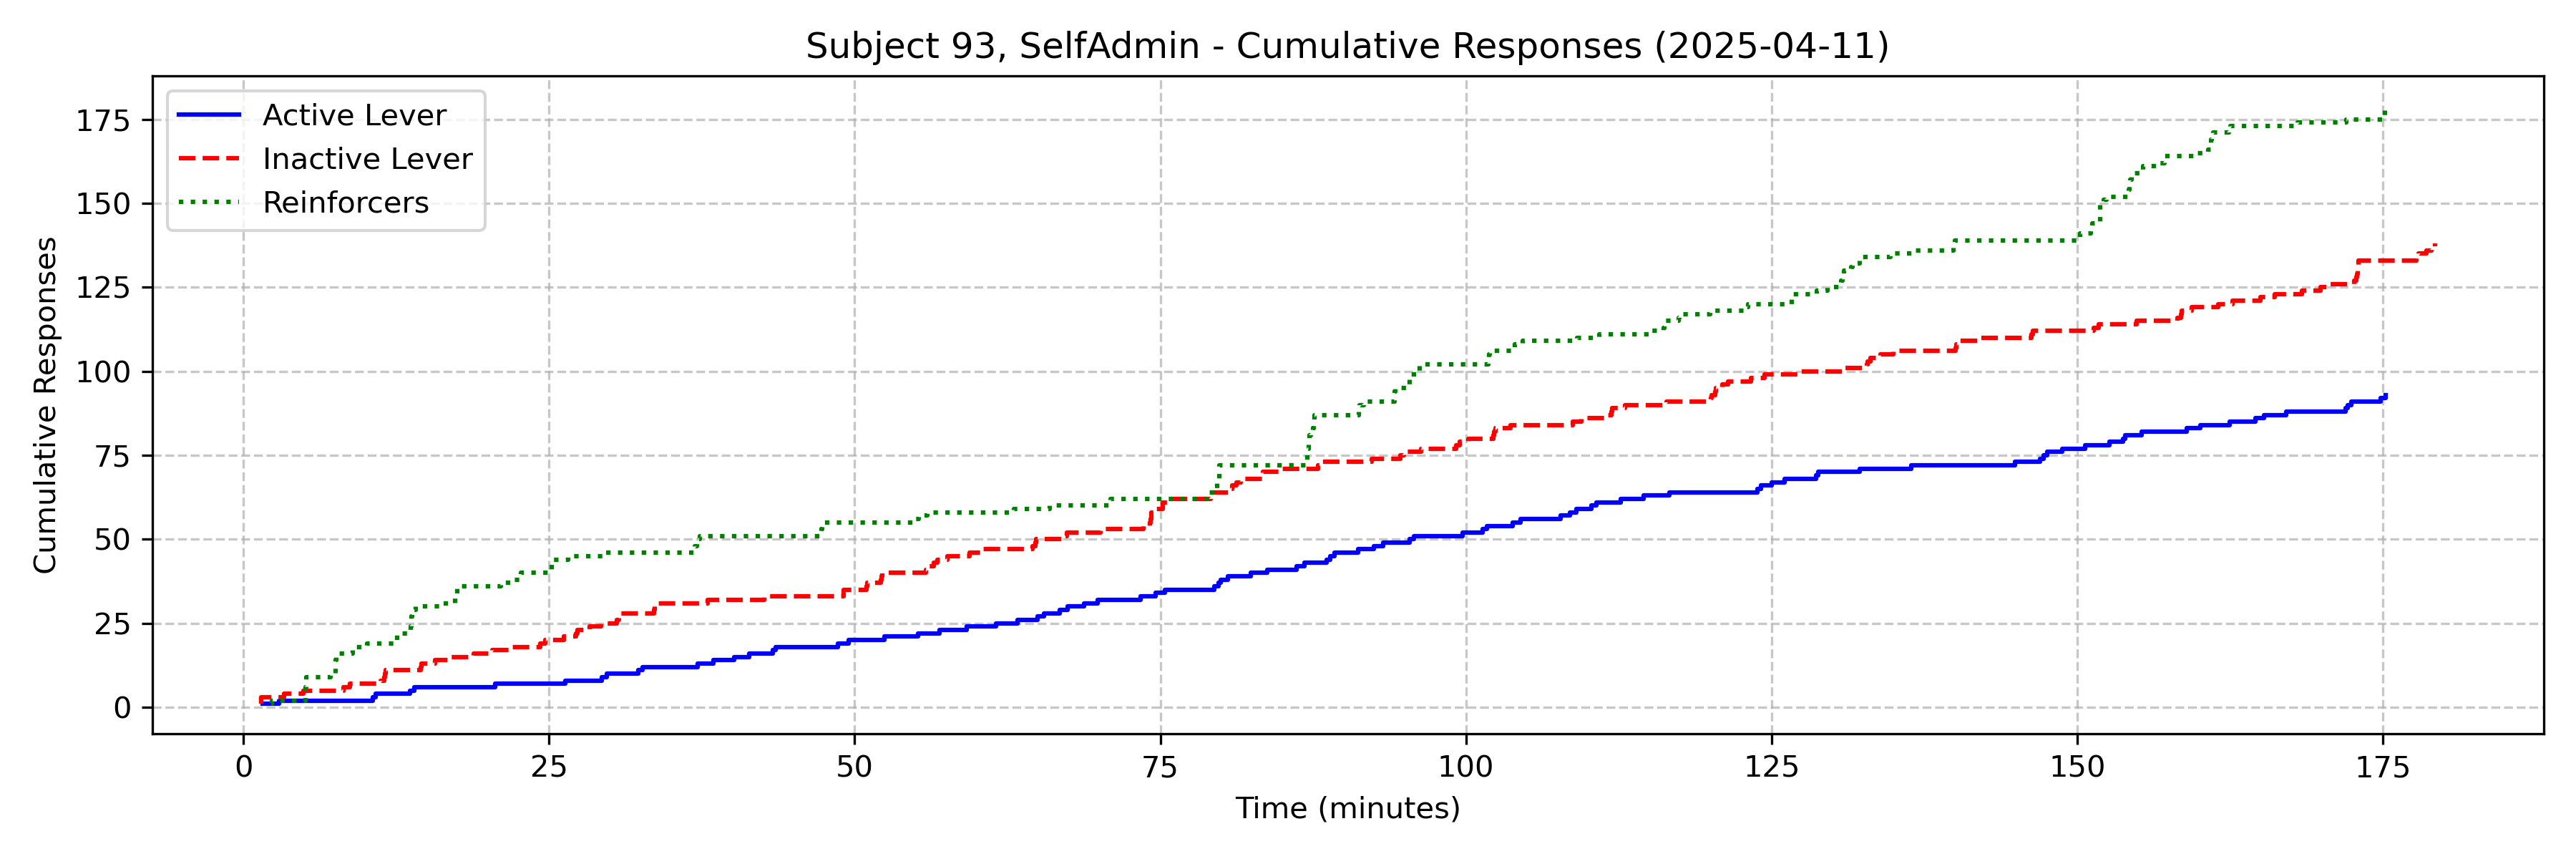 Subject 93, SelfAdmin - Cumulative Responses (2025-04-11)
Active Lever
Inactive Lever
Reinforcers
Cumulative Responses
175
150
125
100
75
50
25
0
0 25 50 75 100 125 150 175
Time (minutes)